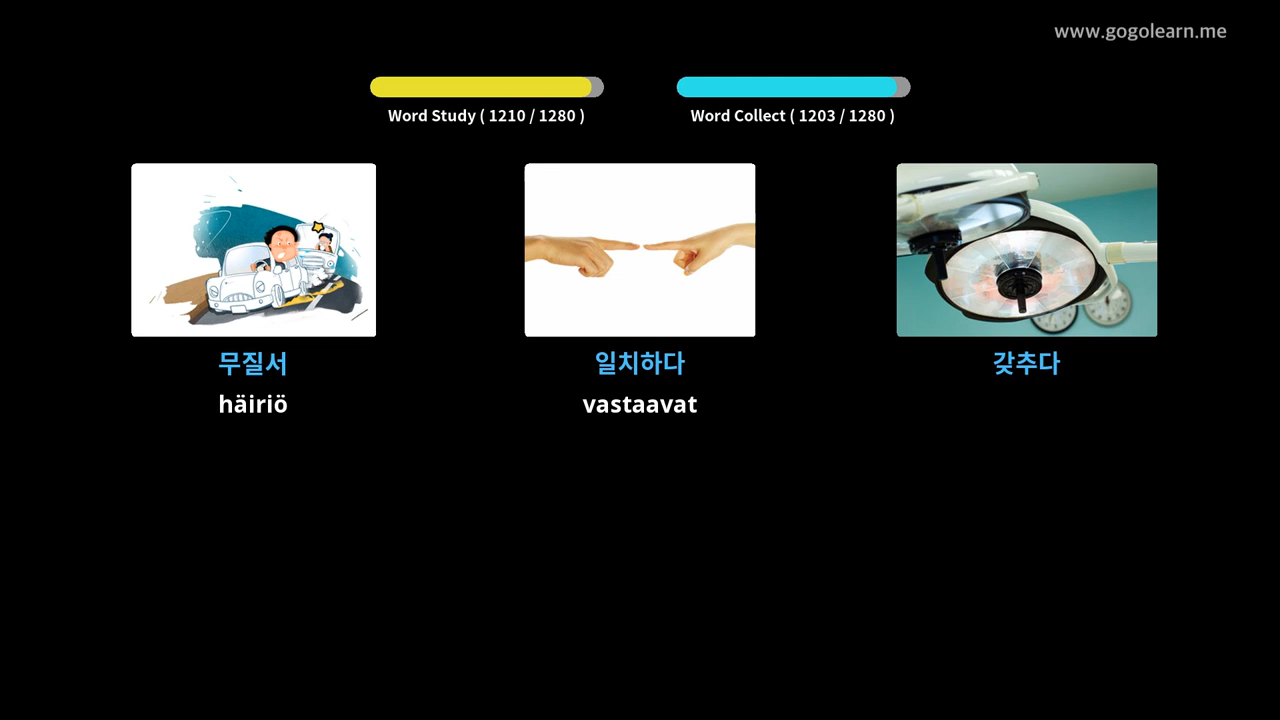 www.gogolearn.me
Word Study ( 1210 / 1280 )
Word Collect ( 1203 / 1280 )
무질서
일치하다
갖추다
häiriö
vastaavat